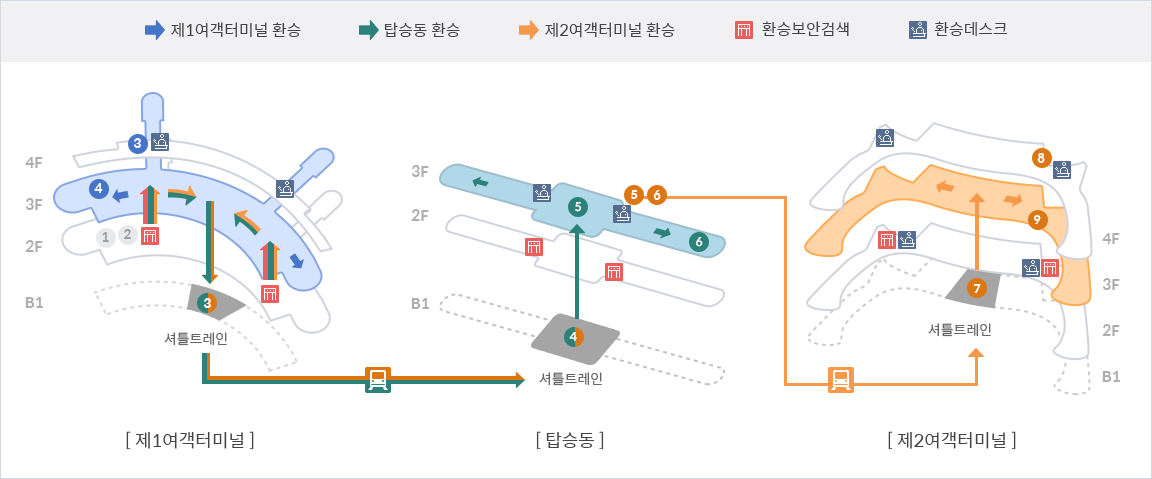 제1여객터미널 환승
탑승동 환승
제2여객터미널 환승
환승보안검색
환승데스크
4F
3F
2F
B1
3
4
1
2
3
셔틀트레인
[ 제1여객터미널 ]
3F
2F
B1
5
5
6
6
4
셔틀트레인
[ 탑승동 ]
8
9
7
셔틀트레인
4F
3F
2F
B1
[ 제2여객터미널 ]